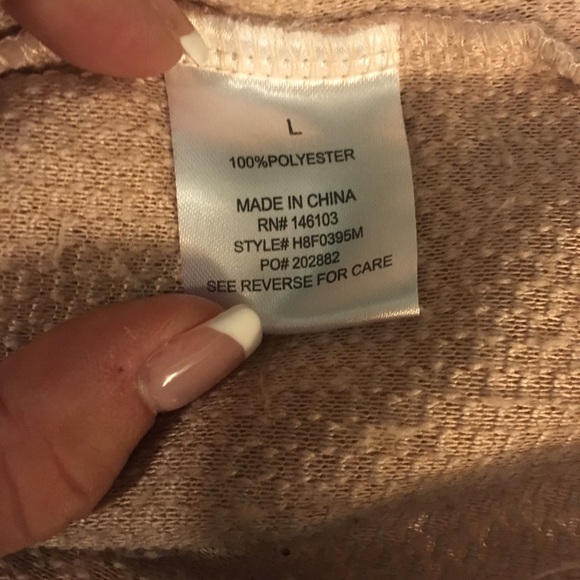 L
100%POLYESTER
MADE IN CHINA
RN# 146103
STYLE# H8F0395M
PO# 202882
SEE REVERSE FOR CARE